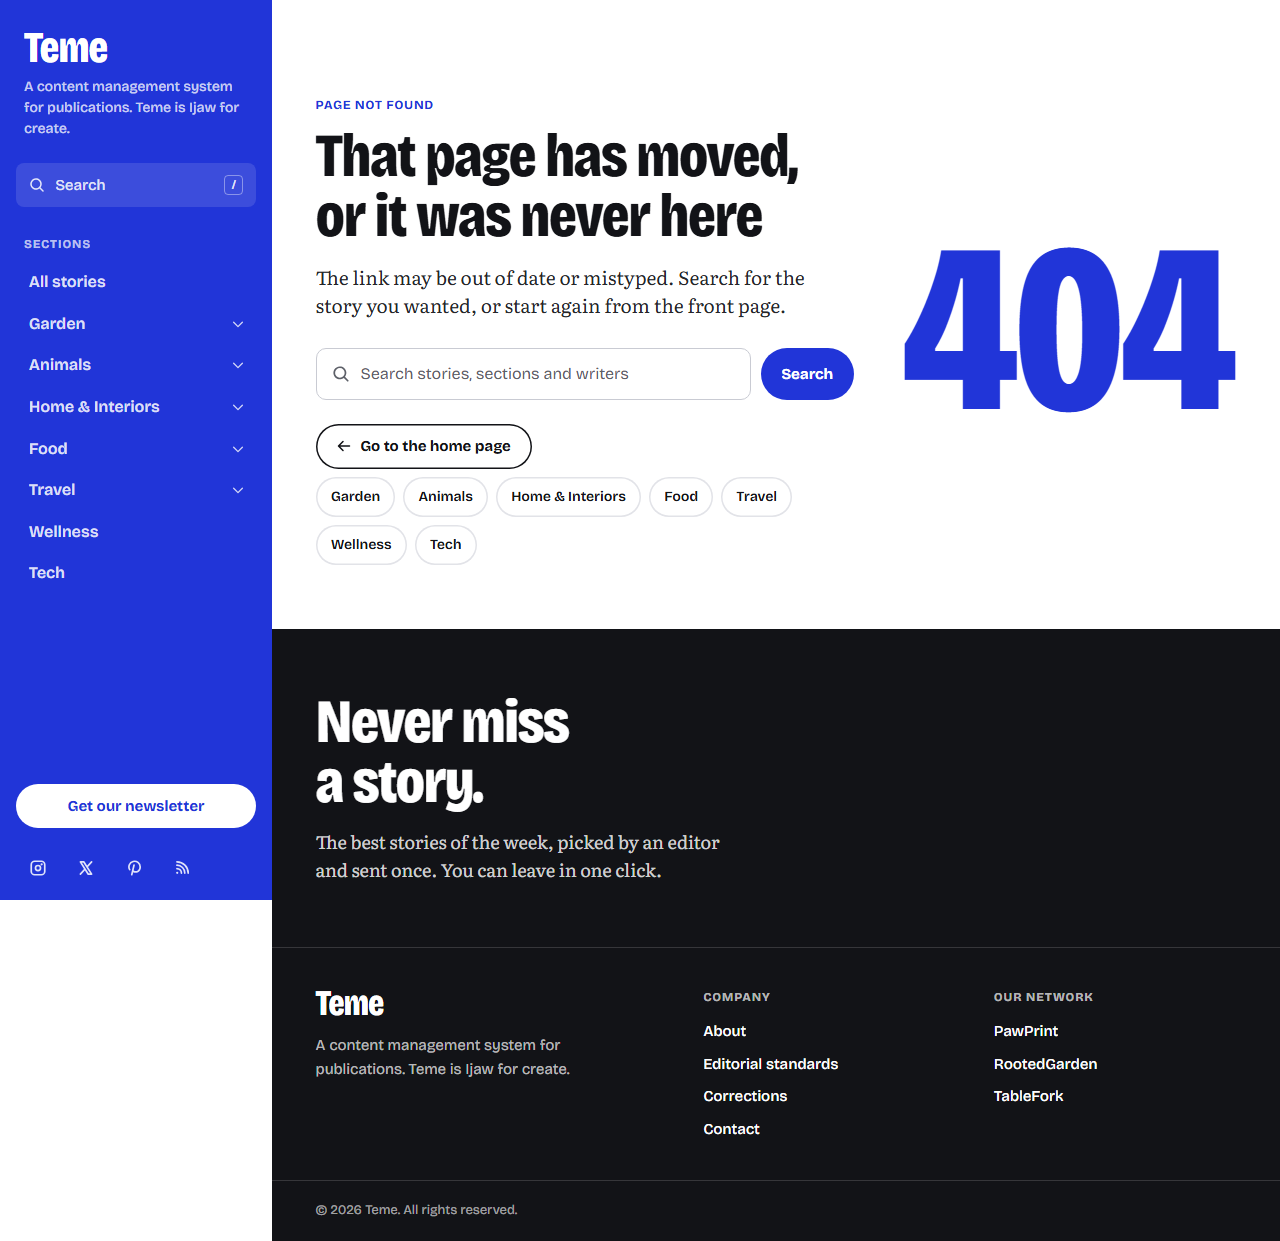 Teme
A content management system
for publications. Teme is Ijaw for
create.
Search /
SECTIONS
All stories
Garden
Animals
Home & Interiors
Food
Travel
Wellness
Tech
Get our newsletter
PAGE NOT FOUND
That page has moved,
or it was never here
The link may be out of date or mistyped. Search for the
story you wanted, or start again from the front page.
Search stories, sections and writers
Search
Go to the home page
Garden Animals Home & Interiors Food Travel
Wellness Tech
404
Never miss
a story.
The best stories of the week, picked by an editor
and sent once. You can leave in one click.
Teme
A content management system for
publications. Teme is Ijaw for create.
COMPANY
About
Editorial standards
Corrections
Contact
OUR NETWORK
PawPrint
RootedGarden
TableFork
© 2026 Teme. All rights reserved.